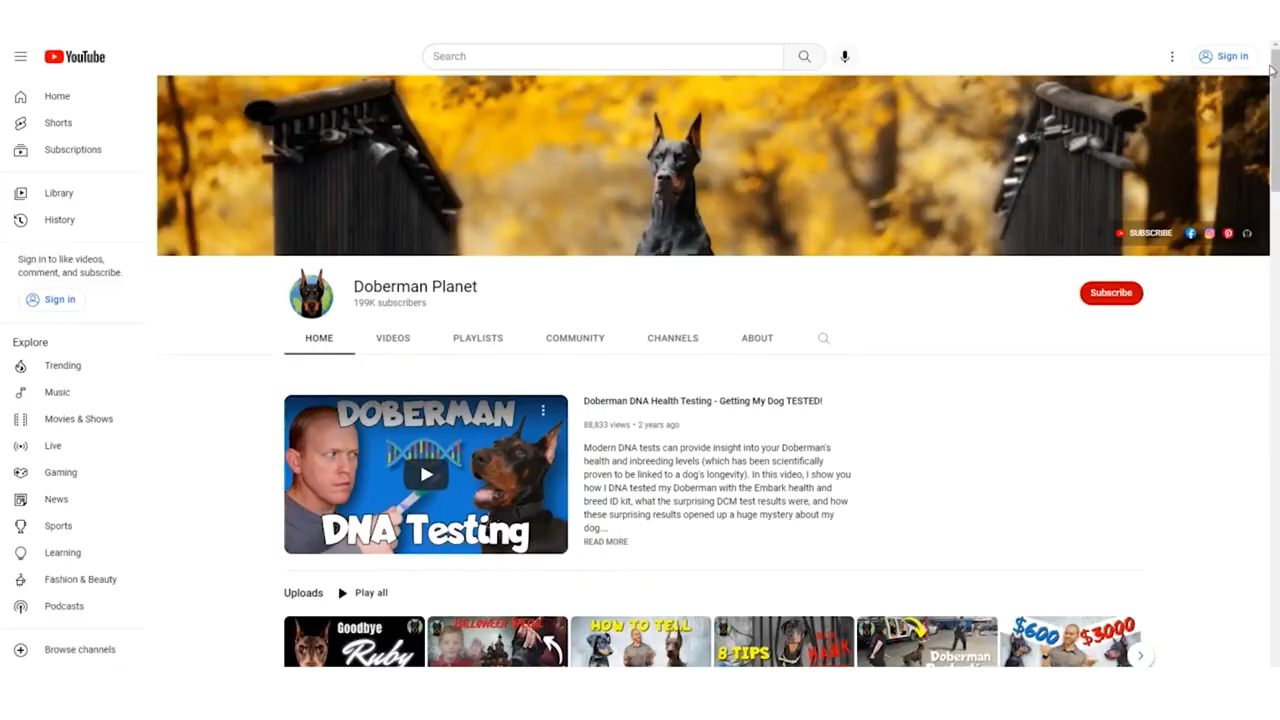 YouTube
Search
Sign in
Home
Shorts
Subscriptions
Library
History
Sign in to like videos,
comment, and subscribe.
Sign in
Explore
Trending
Music
Movies & Shows
Live
Gaming
News
Sports
Learning
Fashion & Beauty
Podcasts
Browse channels
SUBSCRIBE
Doberman Planet
199K subscribers
Subscribe
HOME
VIDEOS
PLAYLISTS
COMMUNITY
CHANNELS
ABOUT
DOBERMAN
DNA Testing
Doberman DNA Health Testing - Getting My Dog TESTED!
88,833 views • 2 years ago
Modern DNA tests can provide insight into your Doberman's
health and inbreeding levels (which has been scientifically
proven to be linked to a dog's longevity). In this video, I show you
how I DNA tested my Doberman with the Embark health and
breed ID kit, what the surprising DCM test results were, and how
these surprising results opened up a huge mystery about my
dog....
READ MORE
Uploads
Play all
Goodbye
Ruby
HALLOWEEN SPECIAL
HOW TO TELL
8 TIPS
Doberman
$600
$3000